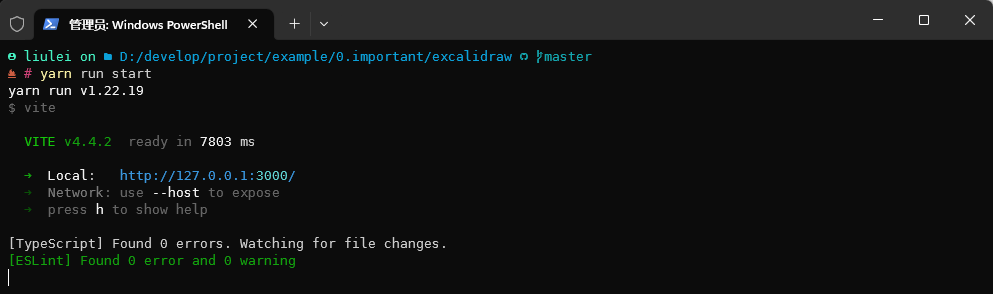 管理员: Windows PowerShell
liulei on D:/develop/project/example/0.important/excalidraw master
# yarn run start
yarn run v1.22.19
$ vite
VITE v4.4.2 ready in 7803 ms
➜ Local: http://127.0.0.1:3000/
➜ Network: use --host to expose
➜ press h to show help
[TypeScript] Found 0 errors. Watching for file changes.
[ESLint] Found 0 error and 0 warning